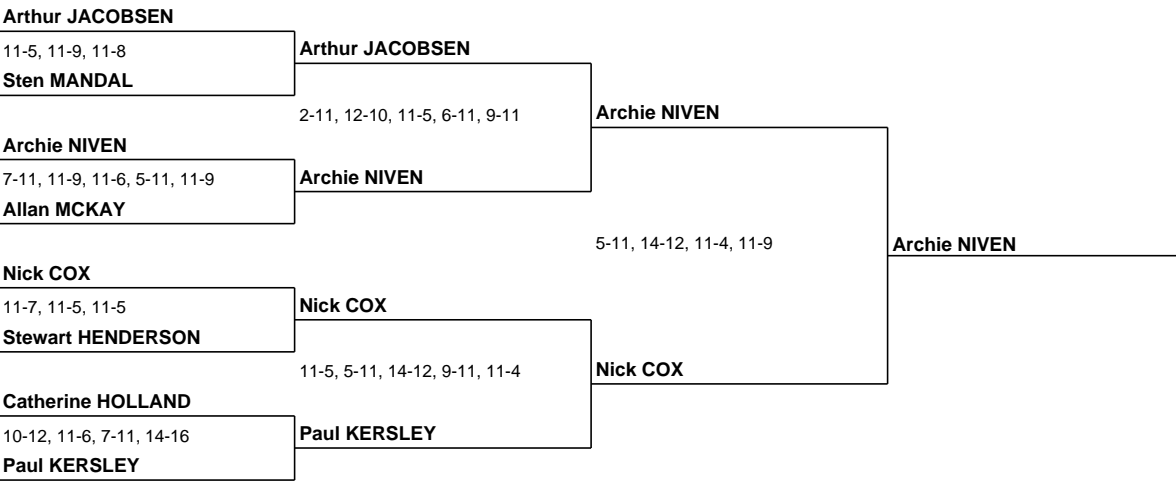 Arthur JACOBSEN
11-5, 11-9, 11-8
Sten MANDAL
Archie NIVEN
7-11, 11-9, 11-6, 5-11, 11-9
Allan MCKAY
Nick COX
11-7, 11-5, 11-5
Stewart HENDERSON
Catherine HOLLAND
10-12, 11-6, 7-11, 14-16
Paul KERSLEY
Arthur JACOBSEN
2-11, 12-10, 11-5, 6-11, 9-11
Archie NIVEN
Nick COX
11-5, 5-11, 14-12, 9-11, 11-4
Paul KERSLEY
Archie NIVEN
5-11, 14-12, 11-4, 11-9
Nick COX
Archie NIVEN